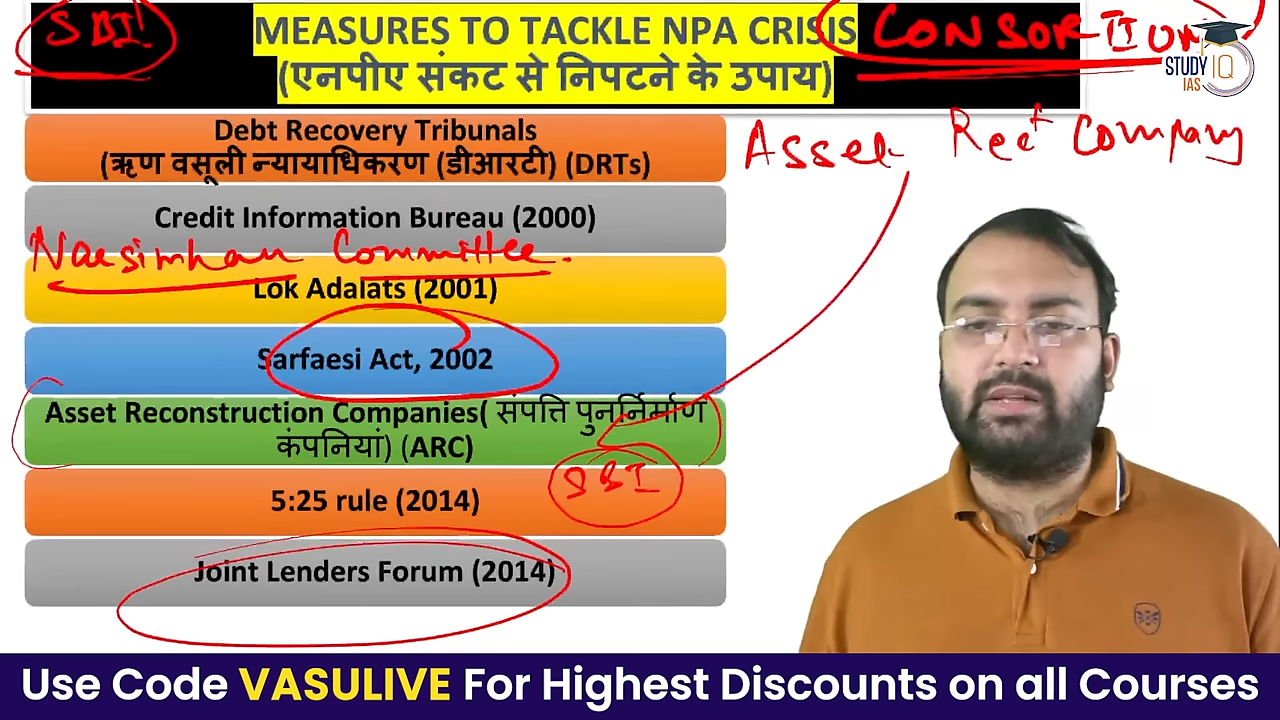 SBI!
MEASURES TO TACKLE NPA CRISIS
(एनपीए संकट से निपटने के उपाय)
CONSORTIUM
STUDY IQ
IAS
Asset Rect Company
Debt Recovery Tribunals
(ऋण वसूली न्यायाधिकरण (डीआरटी) (DRTs)
Credit Information Bureau (2000)
Narsimhan Committee.
Lok Adalats (2001)
Sarfaesi Act, 2002
Asset Reconstruction Companies( संपत्ति पुनर्निर्माण
कंपनियां) (ARC)
SBI
5:25 rule (2014)
Joint Lenders Forum (2014)
Use Code VASULIVE For Highest Discounts on all Courses